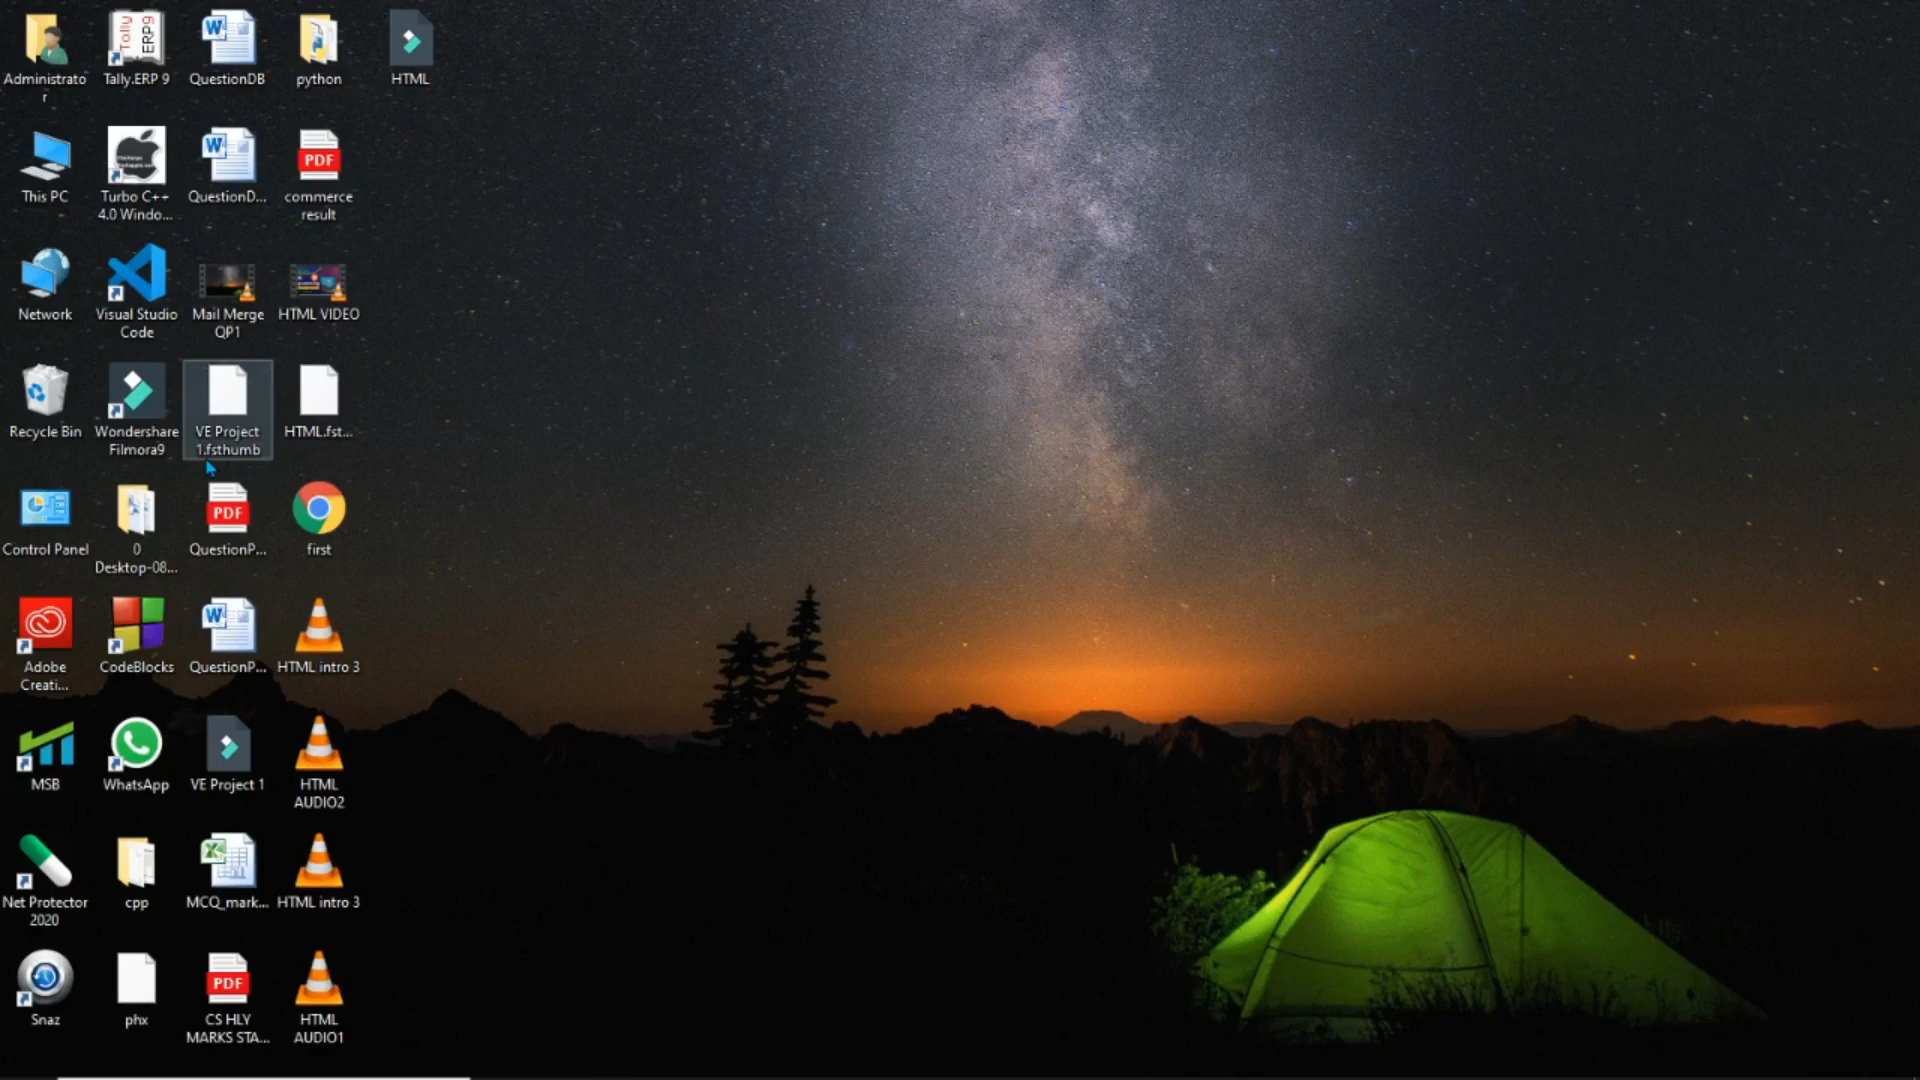 Administrato
r
Tally.ERP 9
QuestionDB
python
HTML
This PC
Turbo C++
4.0 Windo...
QuestionD...
PDF
commerce
result
Network
Visual Studio
Code
Mail Merge
QP1
HTML VIDEO
Recycle Bin
Wondershare
Filmora9
VE Project
1.fsthumb
HTML.fst...
Control Panel
0
Desktop-08...
PDF
QuestionP...
first
Adobe
Creati...
CodeBlocks
QuestionP...
HTML intro 3
MSB
WhatsApp
VE Project 1
HTML
AUDIO2
Net Protector
2020
cpp
MCQ_mark...
HTML intro 3
Snaz
phx
PDF
CS HLY
MARKS STA...
HTML
AUDIO1